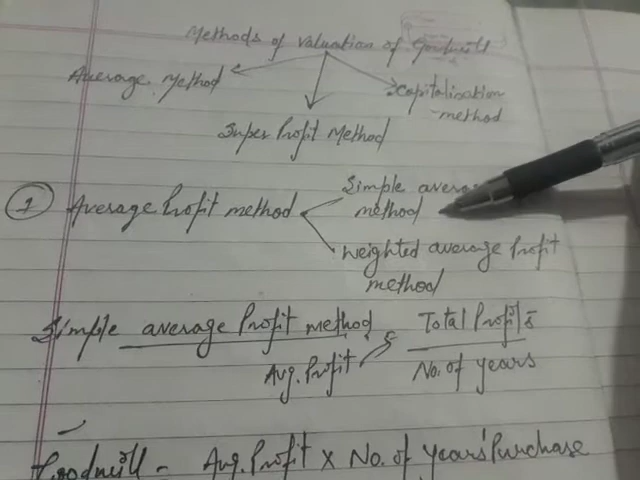 Methods of Valuation of Goodwill
Average Method
Capitalisation
method
Super Profit Method
1 Average Profit method
Simple average
method
Weighted average Profit
method
Simple average Profit method
Total Profits
Avg. Profit
No. of years
Goodwill - Avg. Profit x No. of Years' Purchase